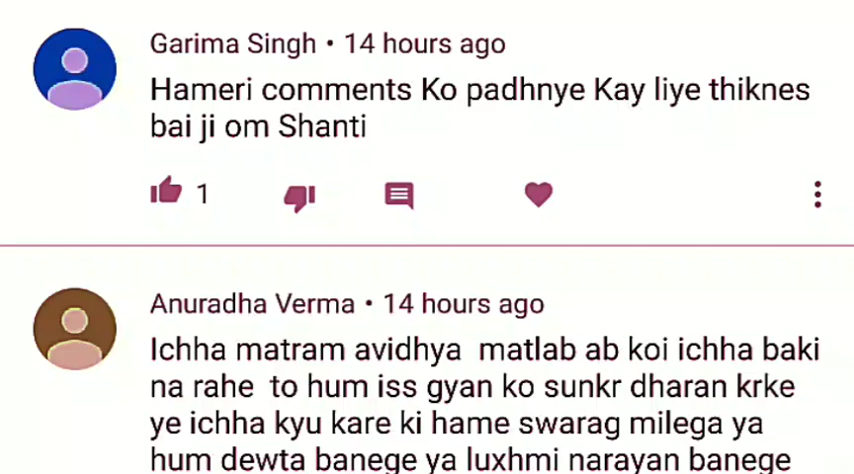 Garima Singh • 14 hours ago
Hameri comments Ko padhnye Kay liye thiknes
bai ji om Shanti
1
Anuradha Verma • 14 hours ago
Ichha matram avidhya  matlab ab koi ichha baki
na rahe  to hum iss gyan ko sunkr dharan krke
ye ichha kyu kare ki hame swarag milega ya
hum dewta banege ya luxhmi narayan banege